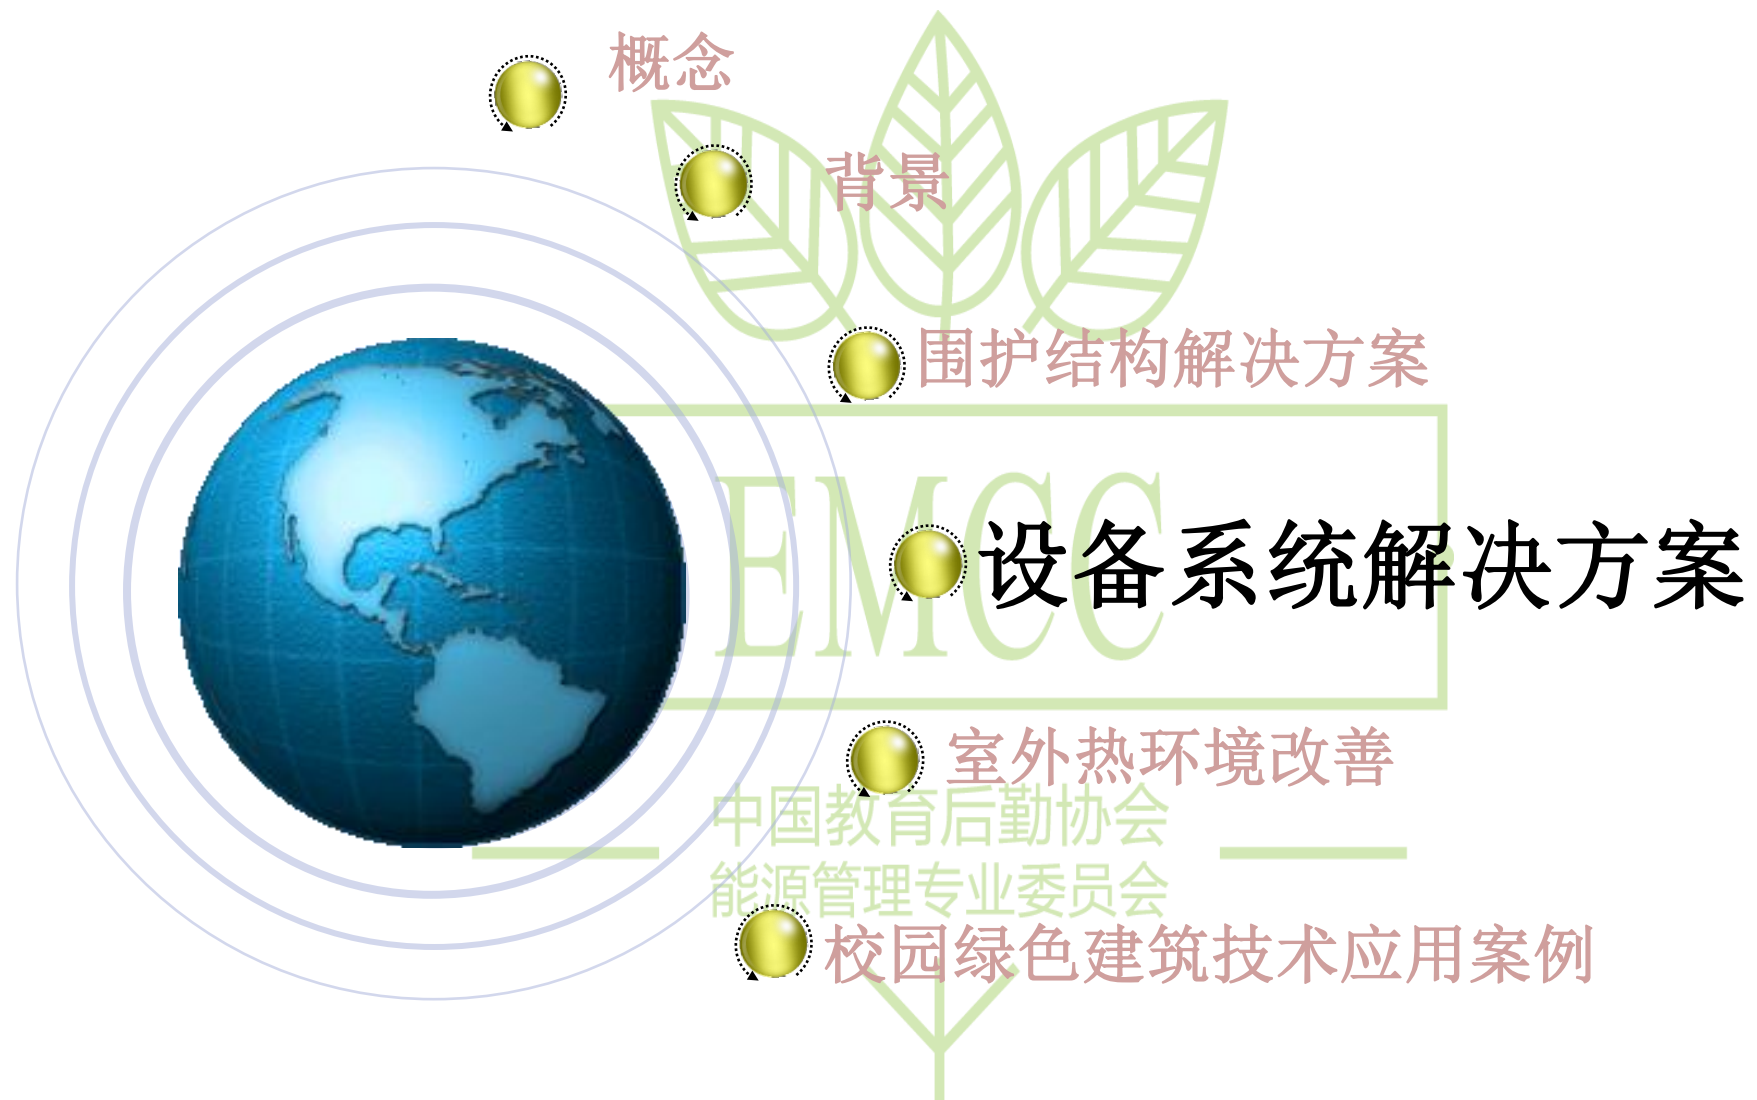 概念
背景
围护结构解决方案
EMCC
设备系统解决方案
室外热环境改善
中国教育后勤协会
能源管理专业委员会
校园绿色建筑技术应用案例